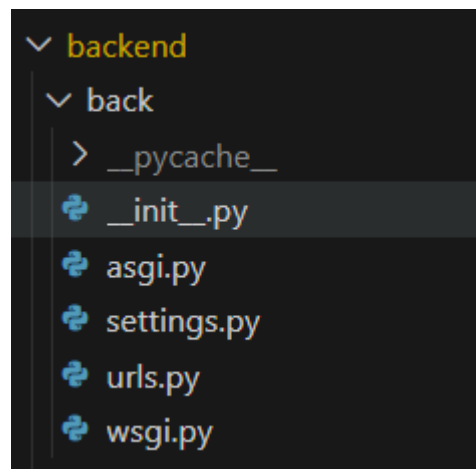 backend
back
__pycache__
__init__.py
asgi.py
settings.py
urls.py
wsgi.py